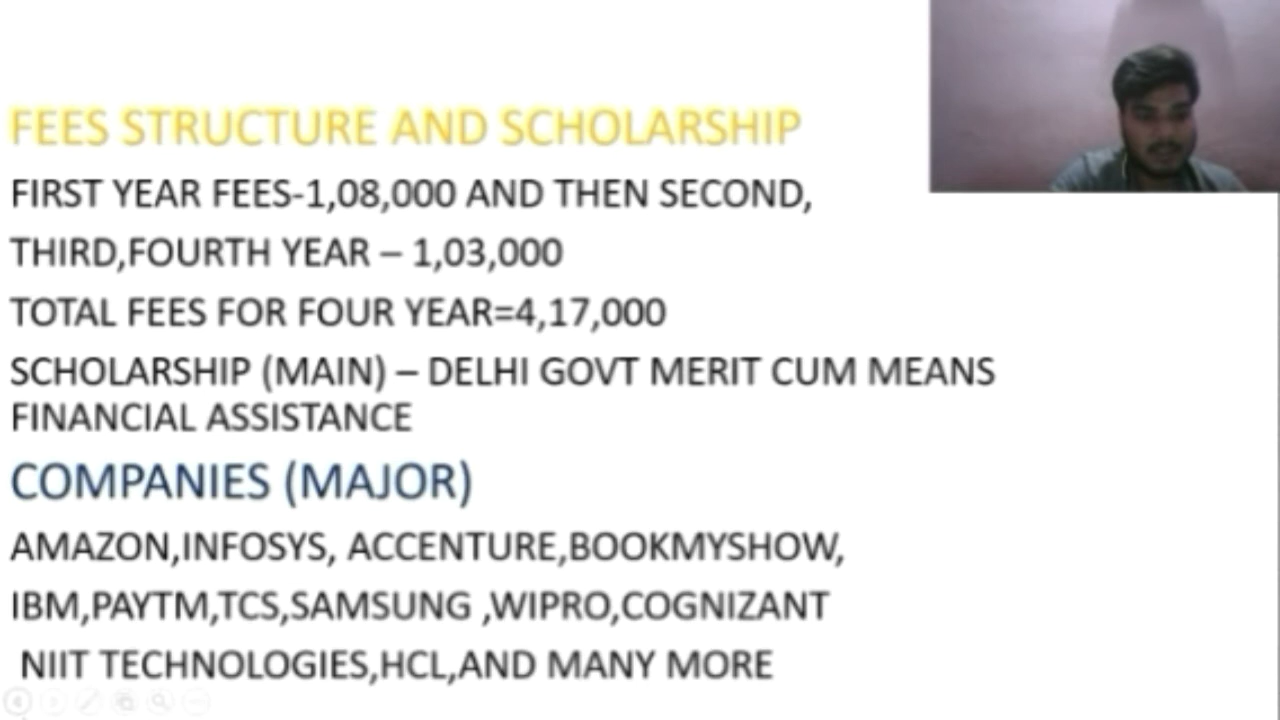 FEES STRUCTURE AND SCHOLARSHIP
FIRST YEAR FEES-1,08,000 AND THEN SECOND,
THIRD,FOURTH YEAR – 1,03,000
TOTAL FEES FOR FOUR YEAR=4,17,000
SCHOLARSHIP (MAIN) – DELHI GOVT MERIT CUM MEANS
FINANCIAL ASSISTANCE
COMPANIES (MAJOR)
AMAZON,INFOSYS, ACCENTURE,BOOKMYSHOW,
IBM,PAYTM,TCS,SAMSUNG ,WIPRO,COGNIZANT
NIIT TECHNOLOGIES,HCL,AND MANY MORE